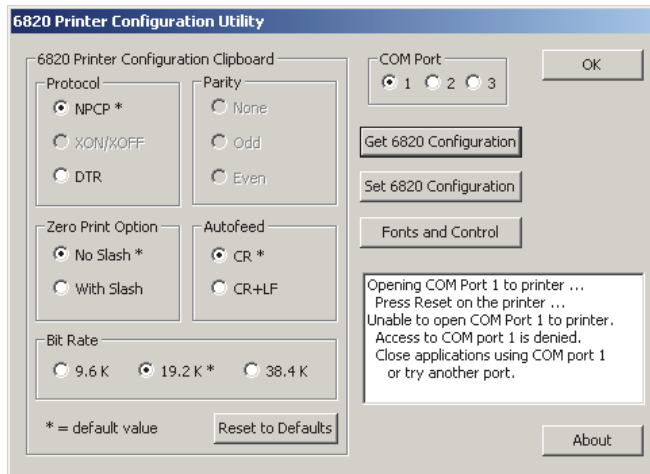 6820 Printer Configuration Utility
6820 Printer Configuration Clipboard
Protocol
NPCP *
XON/XOFF
DTR
Parity
None
Odd
Even
Zero Print Option
No Slash *
With Slash
Autofeed
CR *
CR+LF
Bit Rate
9.6 K 19.2 K * 38.4 K
* = default value
Reset to Defaults
COM Port
1 2 3
OK
Get 6820 Configuration
Set 6820 Configuration
Fonts and Control
Opening COM Port 1 to printer ...
Press Reset on the printer ...
Unable to open COM Port 1 to printer.
Access to COM port 1 is denied.
Close applications using COM port 1
or try another port.
About